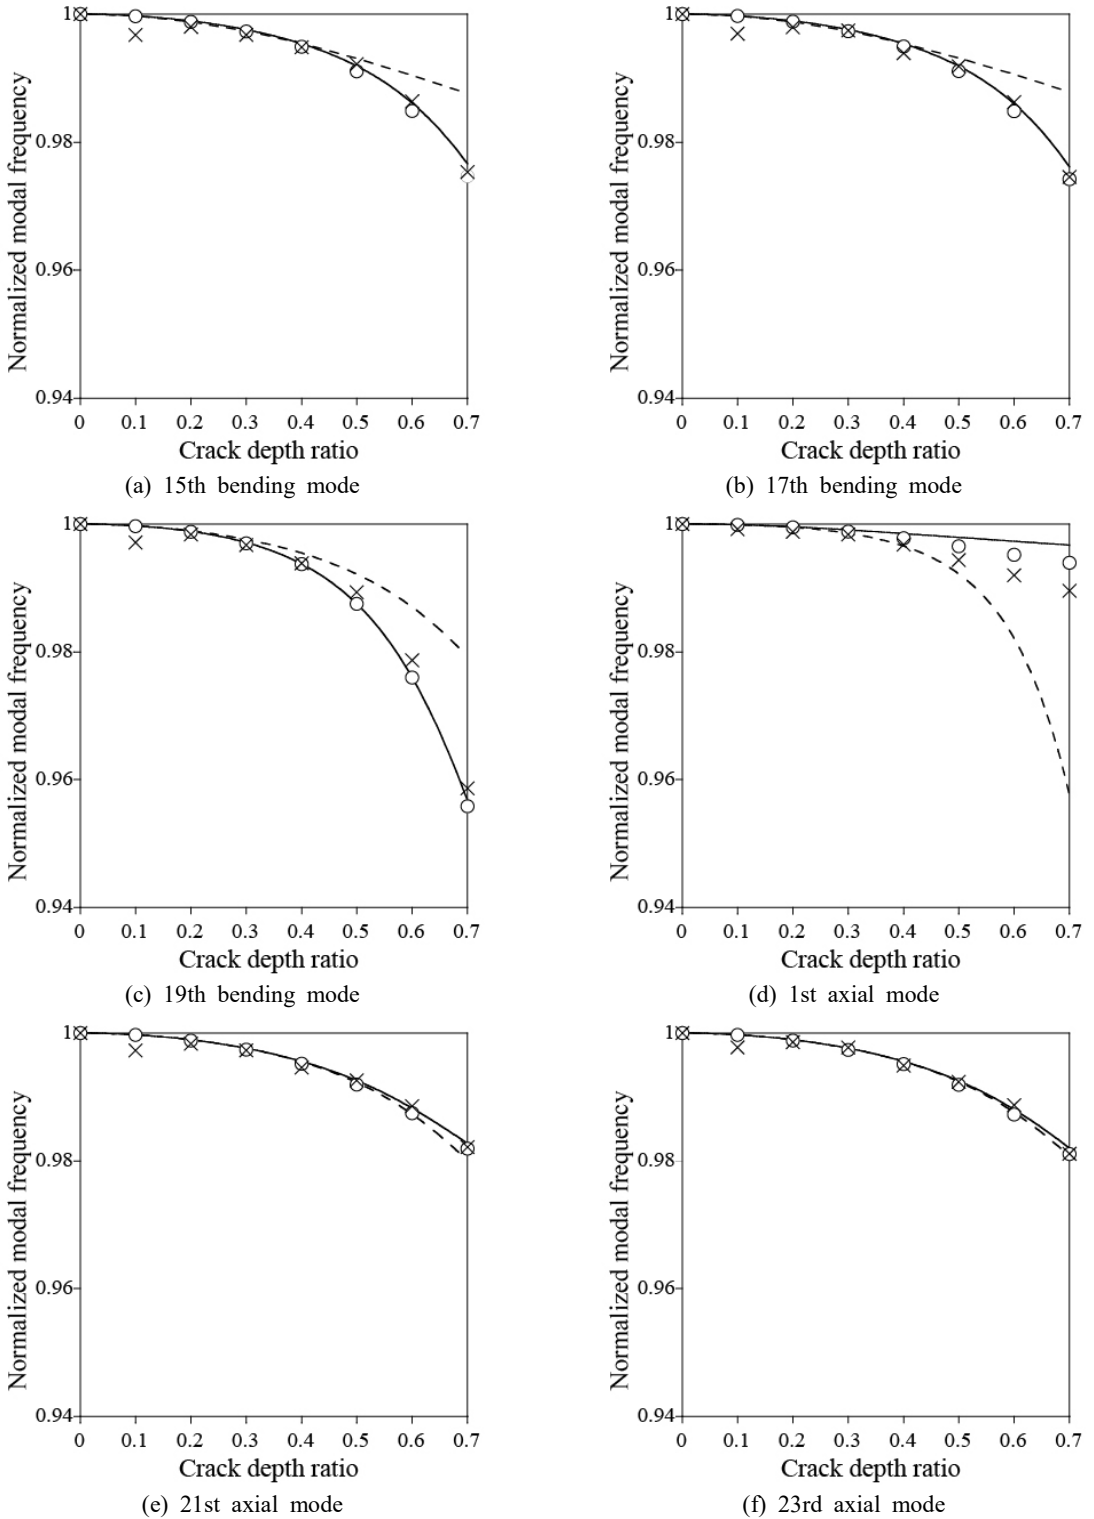 1
0.98
0.96
0.94
Normalized modal frequency
0 0.1 0.2 0.3 0.4 0.5 0.6 0.7
Crack depth ratio
(a) 15th bending mode
1
0.98
0.96
0.94
Normalized modal frequency
0 0.1 0.2 0.3 0.4 0.5 0.6 0.7
Crack depth ratio
(b) 17th bending mode
1
0.98
0.96
0.94
Normalized modal frequency
0 0.1 0.2 0.3 0.4 0.5 0.6 0.7
Crack depth ratio
(c) 19th bending mode
1
0.98
0.96
0.94
Normalized modal frequency
0 0.1 0.2 0.3 0.4 0.5 0.6 0.7
Crack depth ratio
(d) 1st axial mode
1
0.98
0.96
0.94
Normalized modal frequency
0 0.1 0.2 0.3 0.4 0.5 0.6 0.7
Crack depth ratio
(e) 21st axial mode
1
0.98
0.96
0.94
Normalized modal frequency
0 0.1 0.2 0.3 0.4 0.5 0.6 0.7
Crack depth ratio
(f) 23rd axial mode